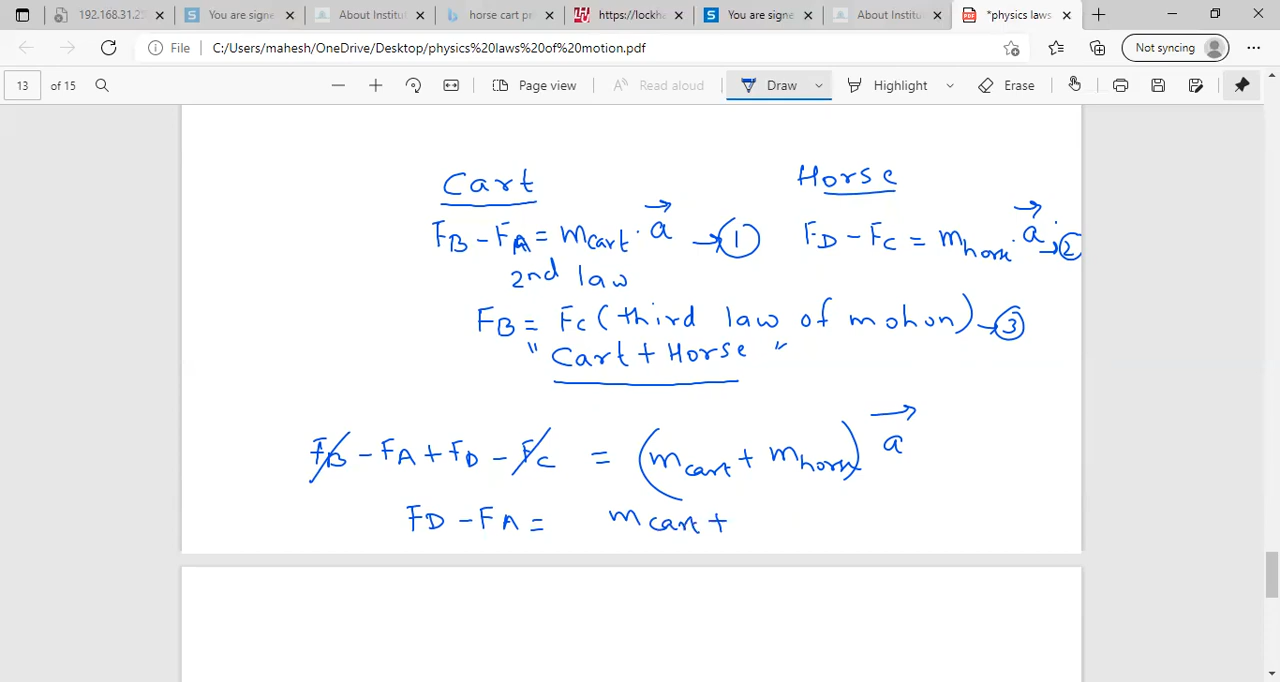 192.168.31.2
You are signe
About Institu
horse cart pr
https://lockha
You are signe
About Institu
*physics laws
File C:/Users/mahesh/OneDrive/Desktop/physics%20laws%20of%20motion.pdf Not syncing
13 of 15 Page view Read aloud Draw Highlight Erase
Cart Horse
FB - FA = mcart · a → ① FD - FC = mhorse · a → ②
2nd law
FB = Fc (third law of motion) → ③
" Cart + Horse "
FB - FA + FD - FC = (mcart + mhorse) a
FD - FA = mcart +